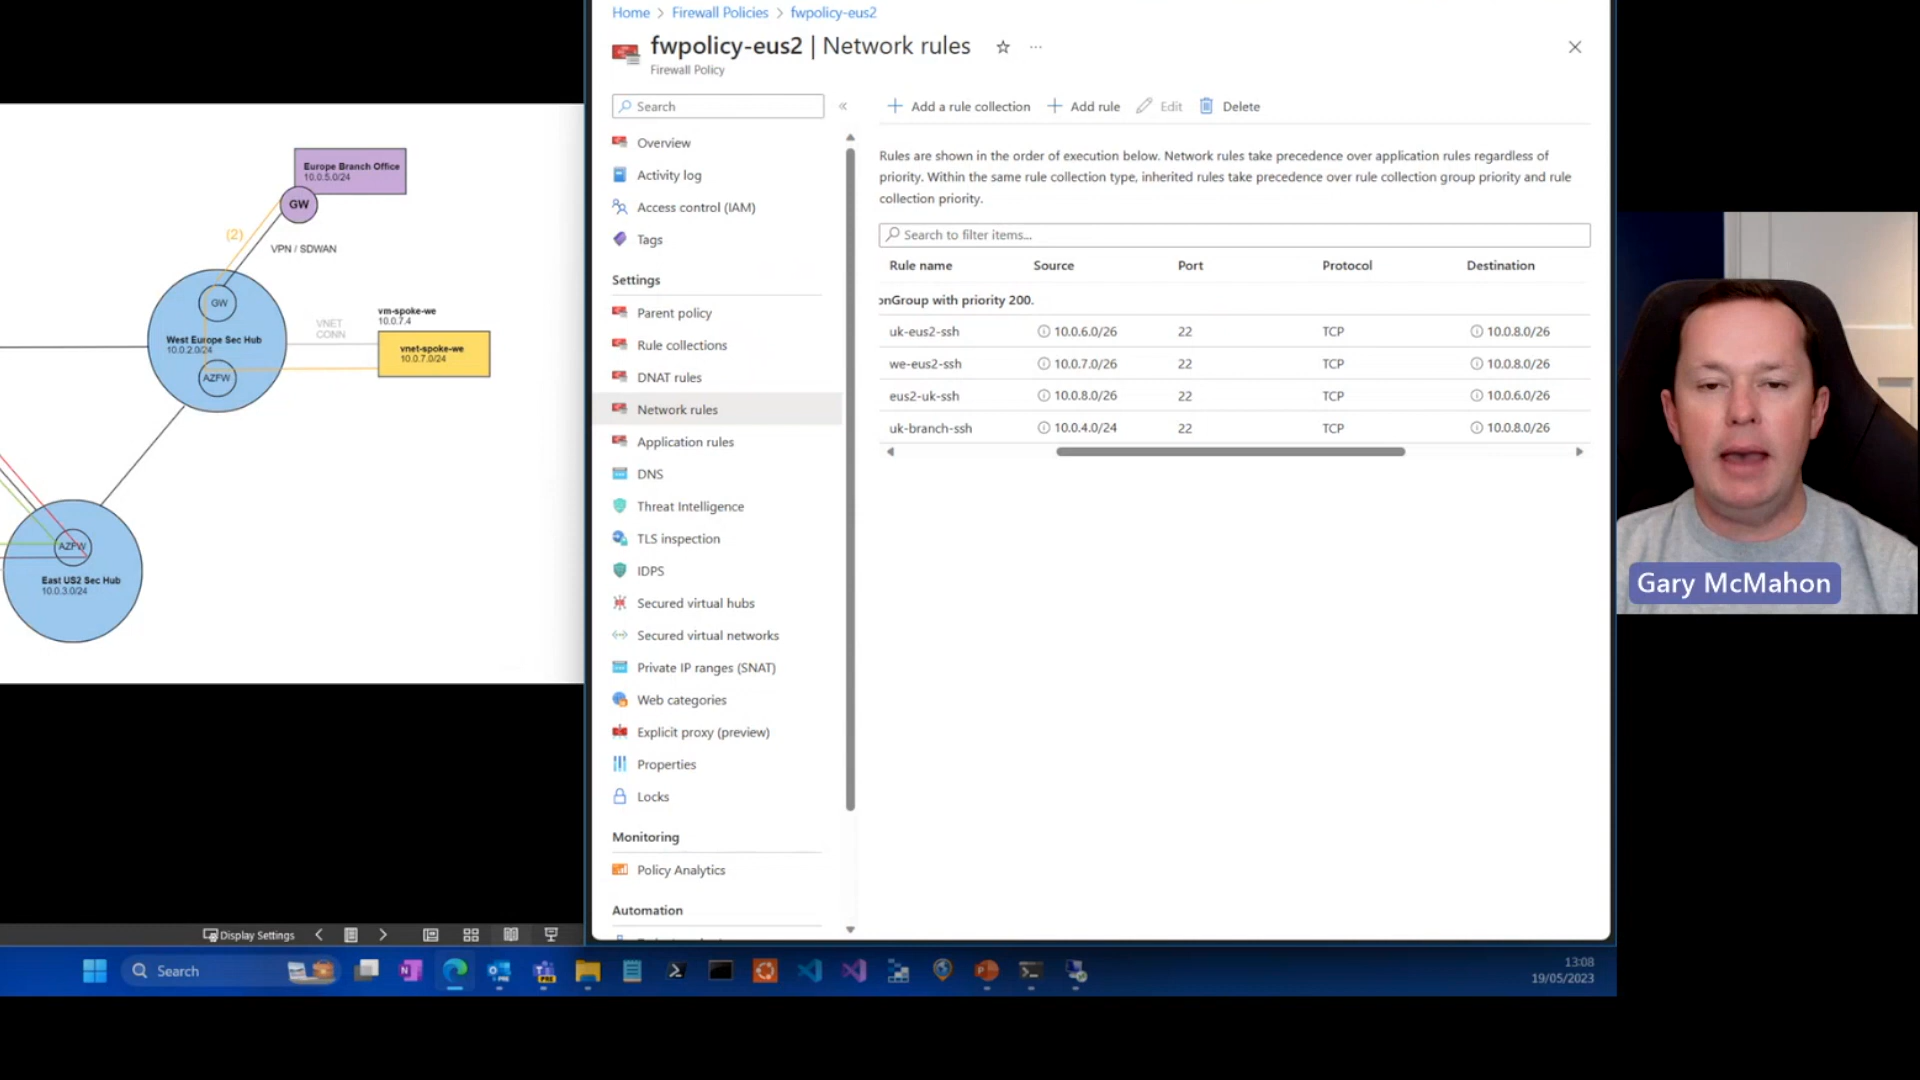 Home > Firewall Policies > fwpolicy-eus2
fwpolicy-eus2 | Network rules
Firewall Policy
Search
Overview
Activity log
Access control (IAM)
Tags
Settings
Parent policy
Rule collections
DNAT rules
Network rules
Application rules
DNS
Threat Intelligence
TLS inspection
IDPS
Secured virtual hubs
Secured virtual networks
Private IP ranges (SNAT)
Web categories
Explicit proxy (preview)
Properties
Locks
Monitoring
Policy Analytics
Automation
Add a rule collection Add rule Edit Delete
Rules are shown in the order of execution below. Network rules take precedence over application rules regardless of
priority. Within the same rule collection type, inherited rules take precedence over rule collection group priority and rule
collection priority.
Search to filter items...
Rule name Source Port Protocol Destination
onGroup with priority 200.
uk-eus2-ssh 10.0.6.0/26 22 TCP 10.0.8.0/26
we-eus2-ssh 10.0.7.0/26 22 TCP 10.0.8.0/26
eus2-uk-ssh 10.0.8.0/26 22 TCP 10.0.6.0/26
uk-branch-ssh 10.0.4.0/24 22 TCP 10.0.8.0/26
Europe Branch Office
10.0.5.0/24
GW
(2)
VPN / SDWAN
GW
West Europe Sec Hub
10.0.2.0/24
AZFW
VNET
CONN
vm-spoke-we
10.0.7.4
vnet-spoke-we
10.0.7.0/24
AZFW
East US2 Sec Hub
10.0.3.0/24
Gary McMahon
Display Settings
Search
13:08
19/05/2023